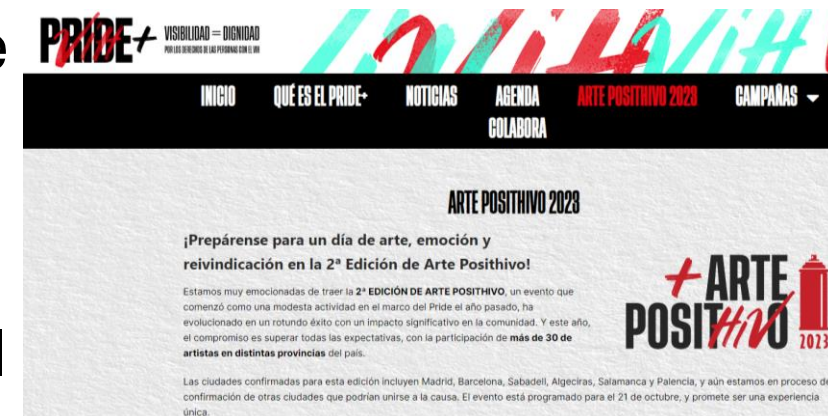 e
PRIDE+ VISIBILIDAD = DIGNIDAD
VIH POR LOS DERECHOS DE LAS PERSONAS CON EL VIH
INICIO QUÉ ES EL PRIDE+ NOTICIAS AGENDA ARTE POSITHIVO 2023 CAMPAÑAS
COLABORA
ARTE POSITHIVO 2023
¡Prepárense para un día de arte, emoción y
reivindicación en la 2ª Edición de Arte Posithivo!
Estamos muy emocionadas de traer la 2ª EDICIÓN DE ARTE POSITHIVO, un evento que
comenzó como una modesta actividad en el marco del Pride el año pasado, ha
evolucionado en un rotundo éxito con un impacto significativo en la comunidad. Y este año,
el compromiso es superar todas las expectativas, con la participación de más de 30 de
artistas en distintas provincias del país.
+ ARTE
POSITHIVO
2023
Las ciudades confirmadas para esta edición incluyen Madrid, Barcelona, Sabadell, Algeciras, Salamanca y Palencia, y aún estamos en proceso de
confirmación de otras ciudades que podrían unirse a la causa. El evento está programado para el 21 de octubre, y promete ser una experiencia
única.